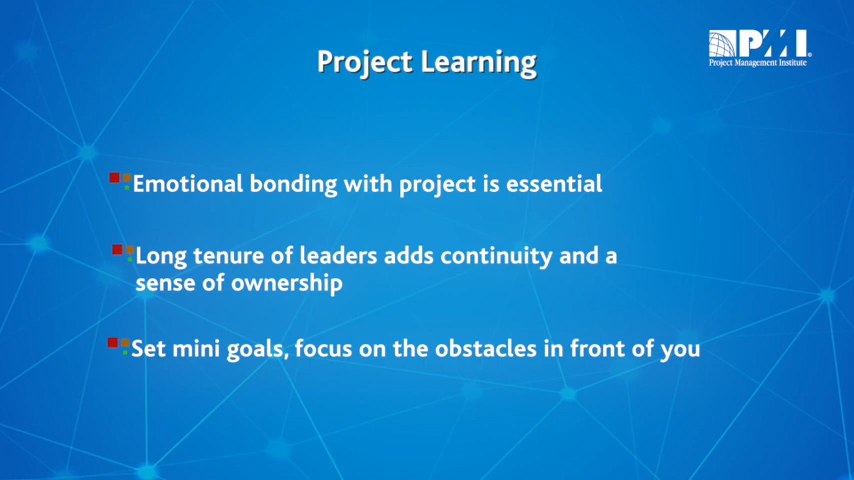 PMI®
Project Management Institute
Project Learning
Emotional bonding with project is essential
Long tenure of leaders adds continuity and a
sense of ownership
Set mini goals, focus on the obstacles in front of you